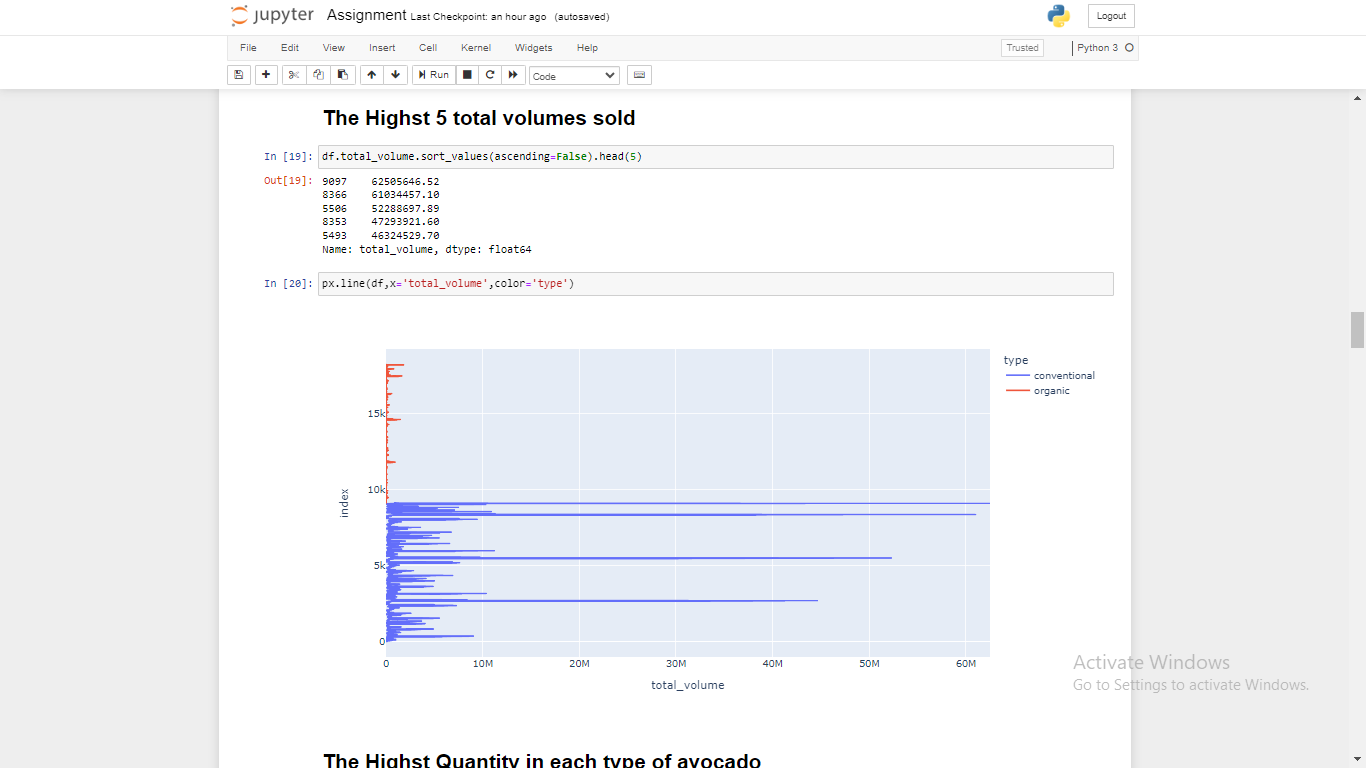 jupyter Assignment Last Checkpoint: an hour ago (autosaved) Logout
File Edit View Insert Cell Kernel Widgets Help Trusted Python 3
Run Code
The Highst 5 total volumes sold
In [19]: df.total_volume.sort_values(ascending=False).head(5)
Out[19]: 9097 62505646.52
8366 61034457.10
5506 52288697.89
8353 47293921.60
5493 46324529.70
Name: total_volume, dtype: float64
In [20]: px.line(df,x='total_volume',color='type')
type
conventional
organic
15k
10k
index
5k
0
0 10M 20M 30M 40M 50M 60M
total_volume
Activate Windows
Go to Settings to activate Windows.
The Highst Quantity in each type of avocado